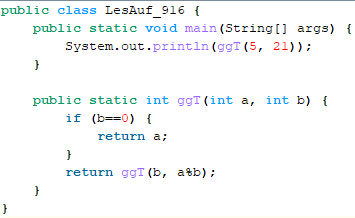 public class LesAuf_916 {
    public static void main(String[] args) {
        System.out.println(ggT(5, 21));
    }

    public static int ggT(int a, int b) {
        if (b==0) {
            return a;
        }
        return ggT(b, a%b);
    }
}